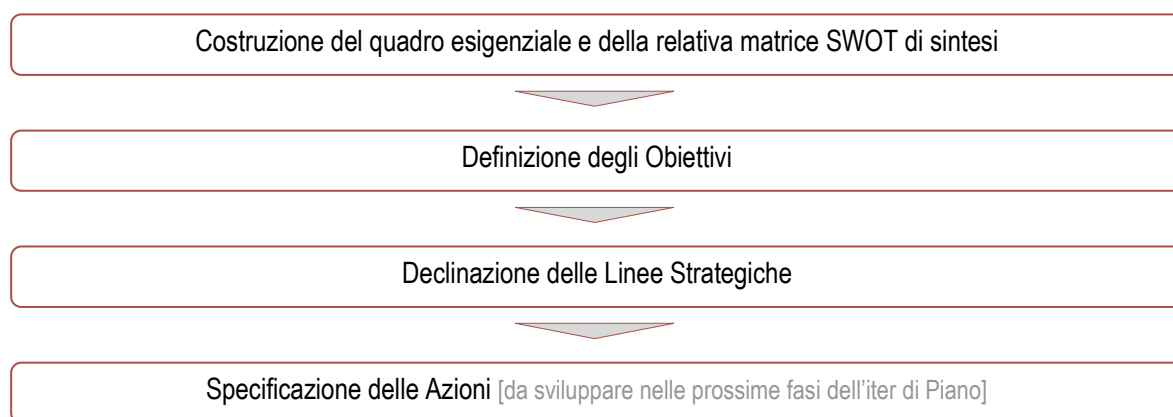 Costruzione del quadro esigenziale e della relativa matrice SWOT di sintesi
Definizione degli Obiettivi
Declinazione delle Linee Strategiche
Specificazione delle Azioni [da sviluppare nelle prossime fasi dell'iter di Piano]